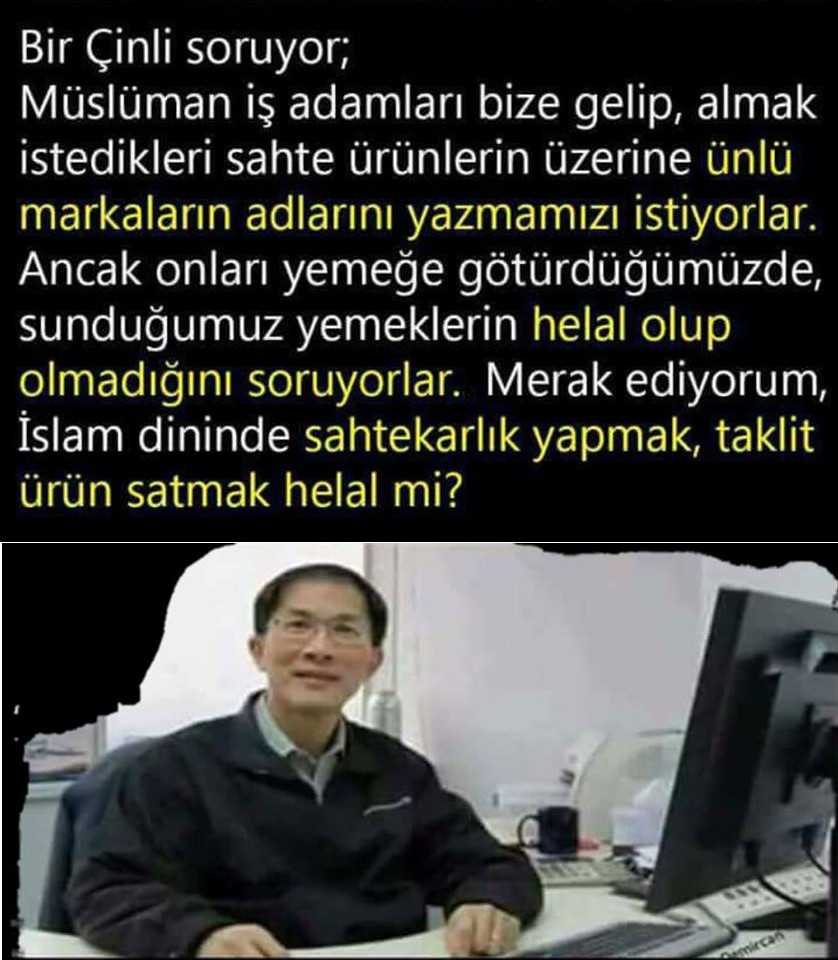 Bir Çinli soruyor;
Müslüman iş adamları bize gelip, almak
istedikleri sahte ürünlerin üzerine ünlü
markaların adlarını yazmamızı istiyorlar.
Ancak onları yemeğe götürdüğümüzde,
sunduğumuz yemeklerin helal olup
olmadığını soruyorlar. Merak ediyorum,
İslam dininde sahtekarlık yapmak, taklit
ürün satmak helal mi?
Demircan